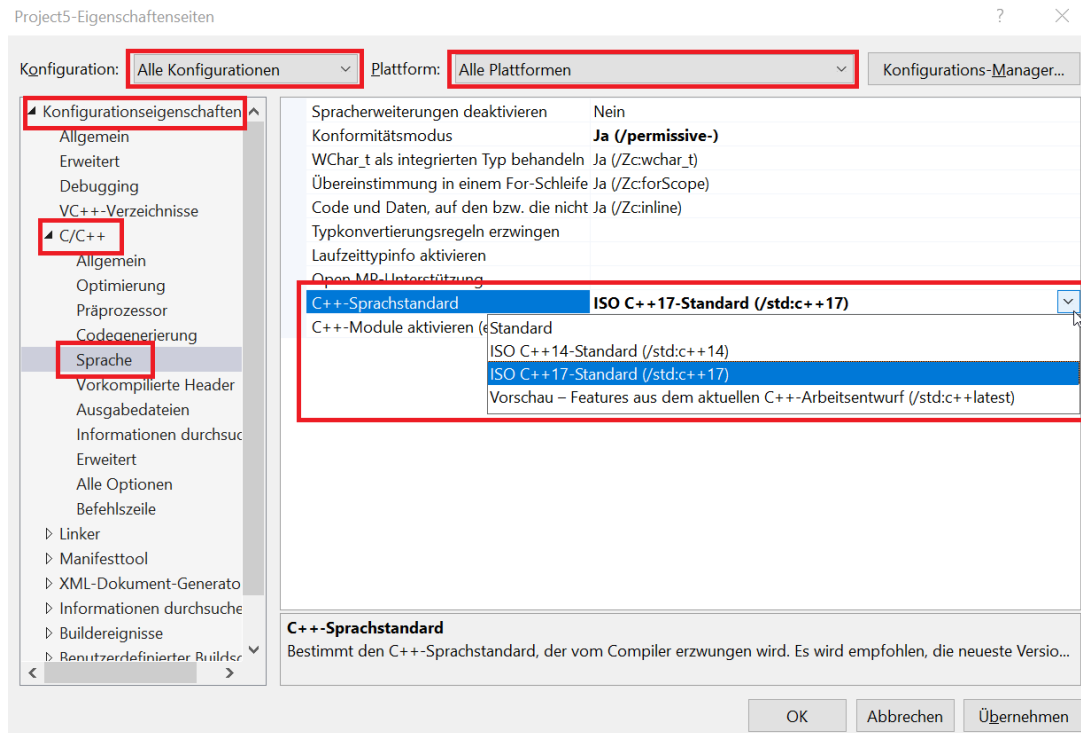 Project5-Eigenschaftenseiten ?
Konfiguration: Alle Konfigurationen Plattform: Alle Plattformen Konfigurations-Manager...
Konfigurationseigenschaften
Allgemein
Erweitert
Debugging
VC++-Verzeichnisse
C/C++
Allgemein
Optimierung
Präprozessor
Codegenerierung
Sprache
Vorkompilierte Header
Ausgabedateien
Informationen durchsuc
Erweitert
Alle Optionen
Befehlszeile
Linker
Manifesttool
XML-Dokument-Generato
Informationen durchsuche
Buildereignisse
Benutzerdefinierter Buildsc
Spracherweiterungen deaktivieren Nein
Konformitätsmodus Ja (/permissive-)
WChar_t als integrierten Typ behandeln Ja (/Zc:wchar_t)
Übereinstimmung in einem For-Schleife Ja (/Zc:forScope)
Code und Daten, auf den bzw. die nicht Ja (/Zc:inline)
Typkonvertierungsregeln erzwingen
Laufzeittypinfo aktivieren
Open MP-Unterstützung
C++-Sprachstandard ISO C++17-Standard (/std:c++17)
C++-Module aktivieren (e
Standard
ISO C++14-Standard (/std:c++14)
ISO C++17-Standard (/std:c++17)
Vorschau – Features aus dem aktuellen C++-Arbeitsentwurf (/std:c++latest)
C++-Sprachstandard
Bestimmt den C++-Sprachstandard, der vom Compiler erzwungen wird. Es wird empfohlen, die neueste Versio...
OK Abbrechen Übernehmen